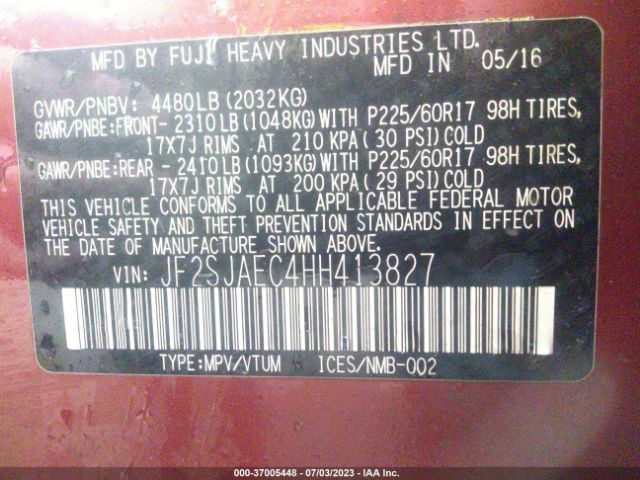 MFD BY FUJI HEAVY INDUSTRIES LTD.
MFD IN 05/16
GVWR/PNBV: 4480LB(2032KG)
GAWR/PNBE:FRONT-2310LB(1048KG)WITH P225/60R17 98H TIRES,
17X7J RIMS AT 210 KPA(30 PSI)COLD
GAWR/PNBE:REAR -2410LB(1093KG)WITH P225/60R17 98H TIRES,
17X7J RIMS AT 200 KPA(29 PSI)COLD
THIS VEHICLE CONFORMS TO ALL APPLICABLE FEDERAL MOTOR
VEHICLE SAFETY AND THEFT PREVENTION STANDARDS IN EFFECT ON
THE DATE OF MANUFACTURE SHOWN ABOVE.
VIN: JF2SJAEC4HH413827
TYPE:MPV/VTUM ICES/NMB-002
000-37005448 - 07/03/2023 - IAA Inc.